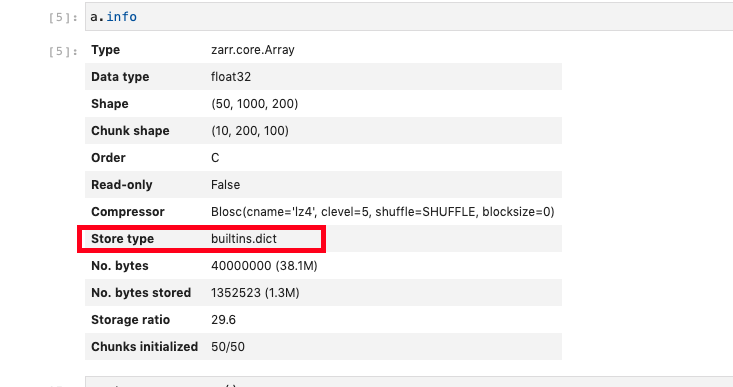 [5]: a.info
[5]: Type zarr.core.Array
Data type float32
Shape (50, 1000, 200)
Chunk shape (10, 200, 100)
Order C
Read-only False
Compressor Blosc(cname='lz4', clevel=5, shuffle=SHUFFLE, blocksize=0)
Store type builtins.dict
No. bytes 40000000 (38.1M)
No. bytes stored 1352523 (1.3M)
Storage ratio 29.6
Chunks initialized 50/50